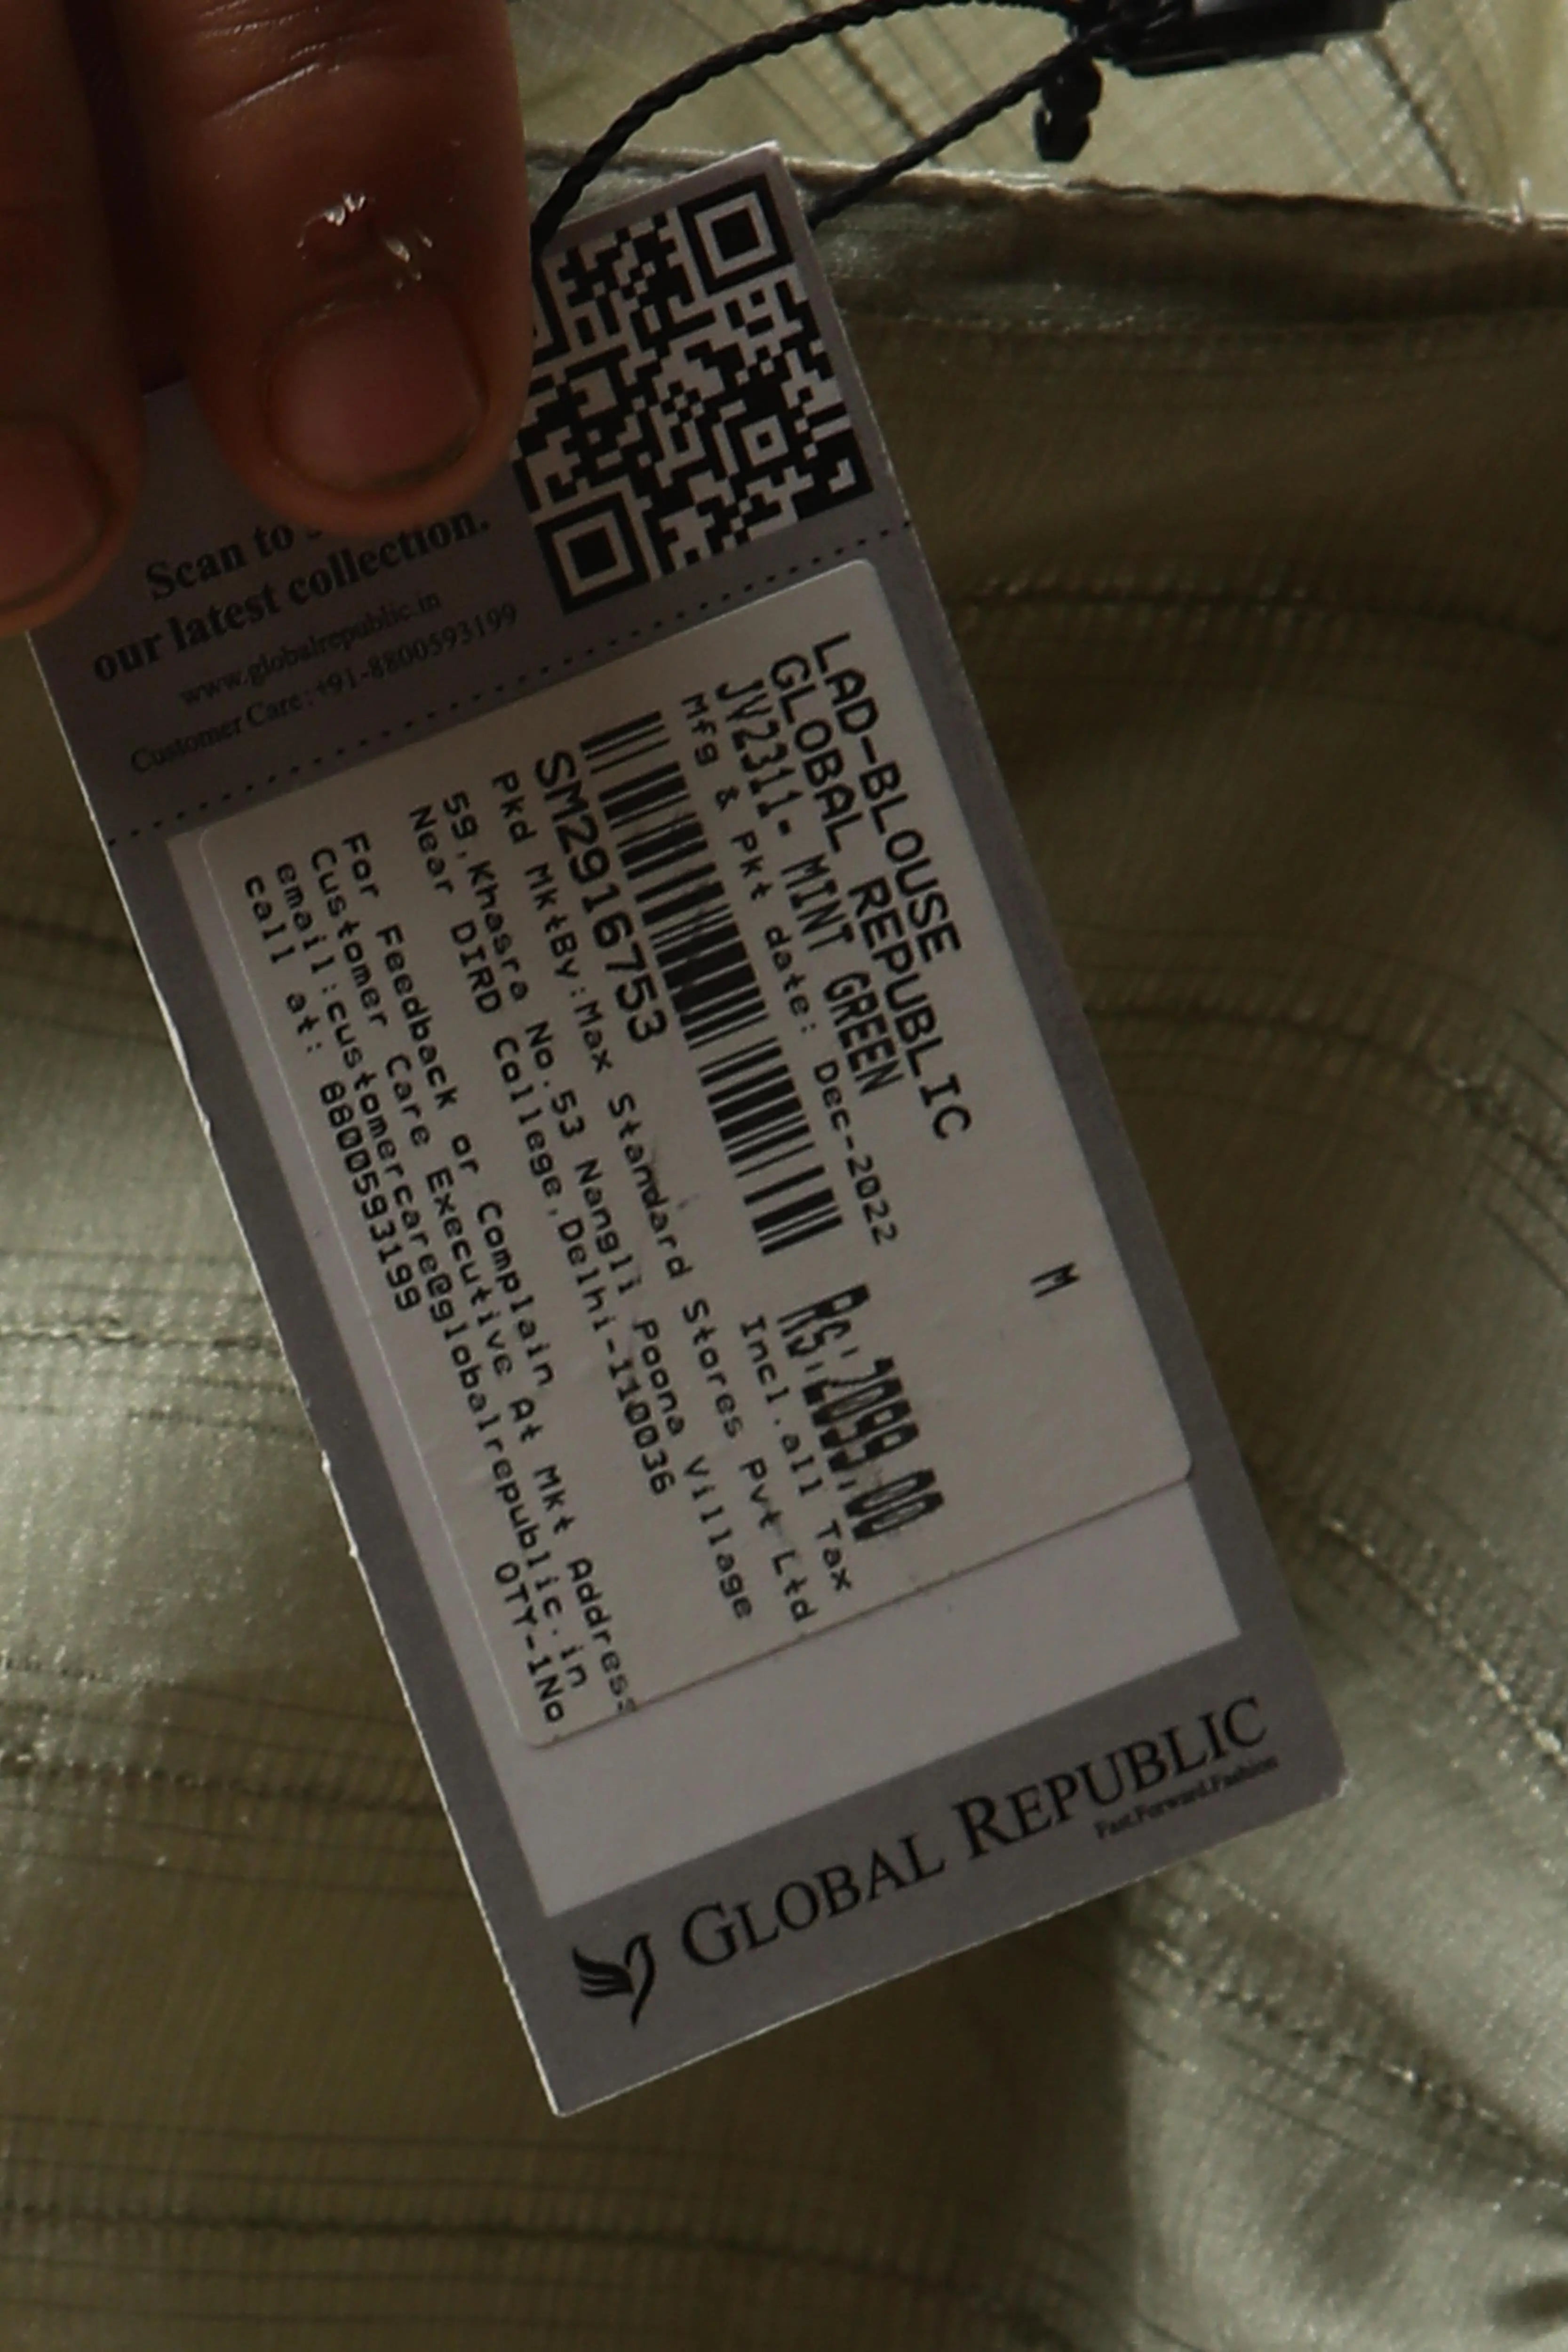 Scan to
our latest collection.
www.globalrepublic.in
Customer Care : +91-8800593199
LAD-BLOUSE
GLOBAL REPUBLIC
M
JV2311- MINT GREEN
Mfg & Pkt date: Dec-2022
RS.2099.00
Incl.all Tax
SM2916753
Pkd MktBy:Max Standard Stores Pvt Ltd
59,Khasra No.53 Nangli Poona Village
Near DIRD College,Delhi-110036
For Feedback or Complain At Mkt Address
Customer Care Executive
email:customercare@globalrepublic.in
call at: 8800593199
QTY-1No
GLOBAL REPUBLIC
Fast.Forward.Fashion